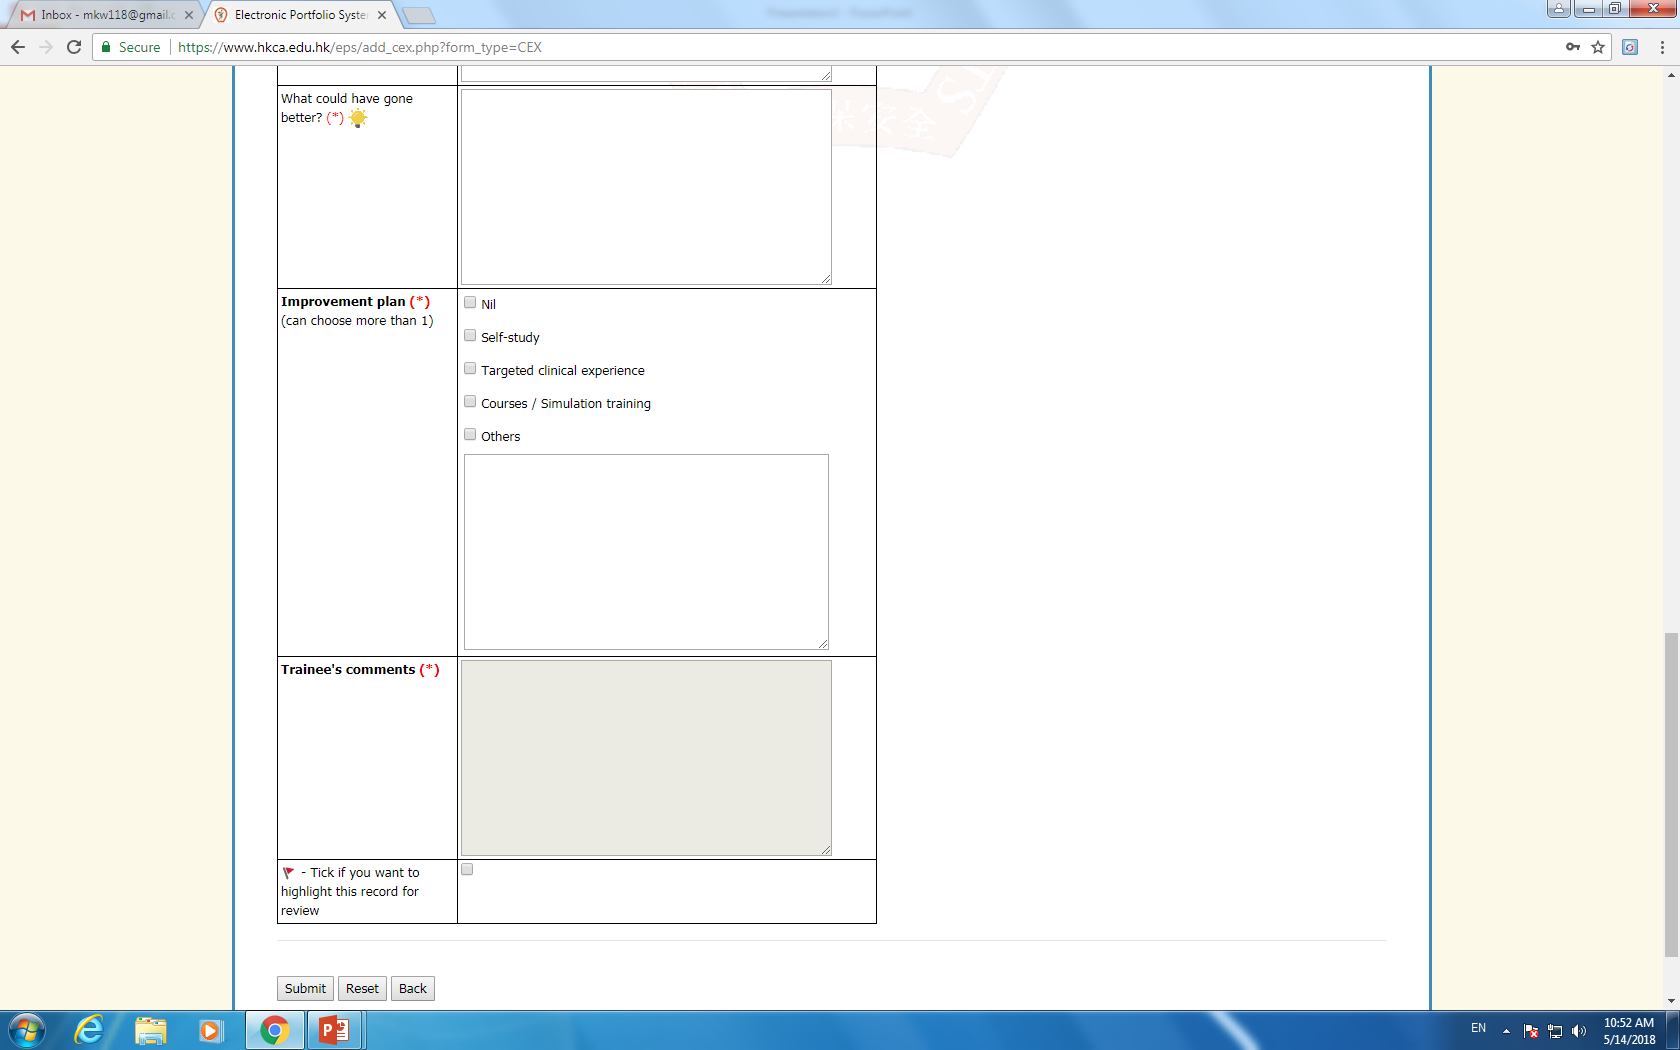 Inbox - mkw118@gmail.c
Electronic Portfolio Syste
Secure
https://www.hkca.edu.hk/eps/add_cex.php?form_type=CEX
What could have gone
better? (*)
Improvement plan (*)
(can choose more than 1)
Nil
Self-study
Targeted clinical experience
Courses / Simulation training
Others
Trainee's comments (*)
- Tick if you want to
highlight this record for
review
Submit Reset Back
EN
10:52 AM
5/14/2018
安全
ST